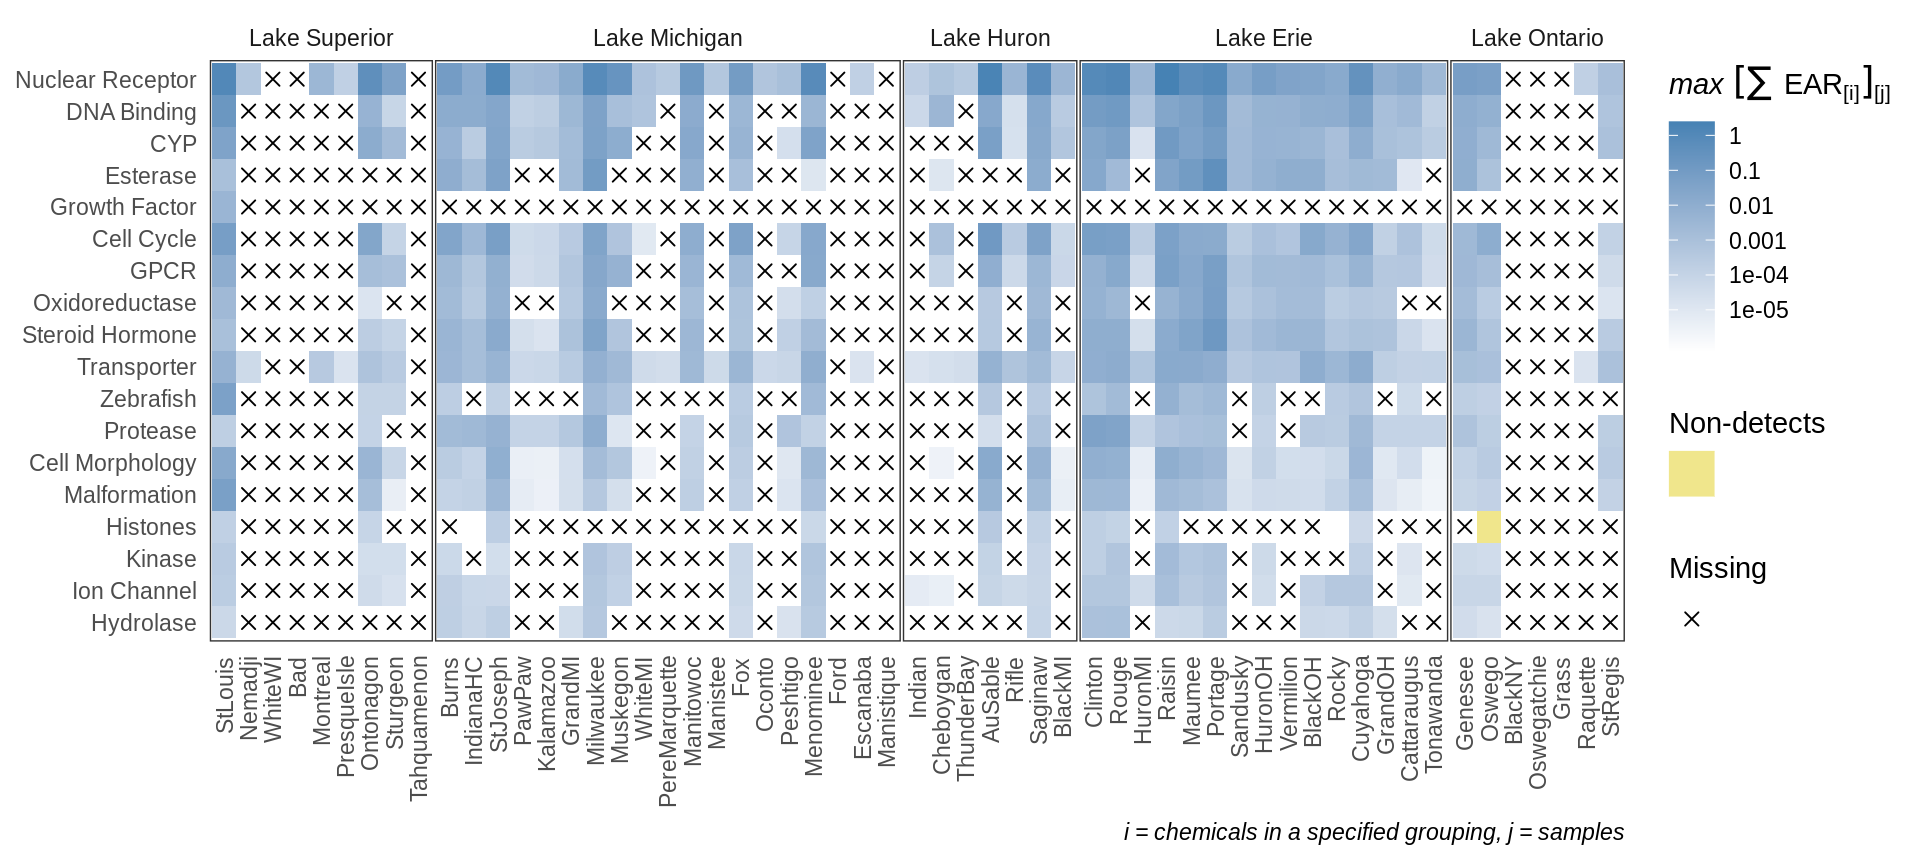 Lake Superior
Lake Michigan
Lake Huron
Lake Erie
Lake Ontario
Nuclear Receptor
DNA Binding
CYP
Esterase
Growth Factor
Cell Cycle
GPCR
Oxidoreductase
Steroid Hormone
Transporter
Zebrafish
Protease
Cell Morphology
Malformation
Histones
Kinase
Ion Channel
Hydrolase
StLouis
Nemadji
WhiteWI
Bad
Montreal
PresqueIsle
Ontonagon
Sturgeon
Tahquamenon
Burns
IndianaHC
StJoseph
PawPaw
Kalamazoo
GrandMI
Milwaukee
Muskegon
WhiteMI
PereMarquette
Manitowoc
Manistee
Fox
Oconto
Peshtigo
Menominee
Ford
Escanaba
Manistique
Indian
Cheboygan
ThunderBay
AuSable
Rifle
Saginaw
BlackMI
Clinton
Rouge
HuronMI
Raisin
Maumee
Portage
Sandusky
HuronOH
Vermilion
BlackOH
Rocky
Cuyahoga
GrandOH
Cattaraugus
Tonawanda
Genesee
Oswego
BlackNY
Oswegatchie
Grass
Raquette
StRegis
max [∑ EAR[i]][j]
1
0.1
0.01
0.001
1e-04
1e-05
Non-detects
Missing
i = chemicals in a specified grouping, j = samples